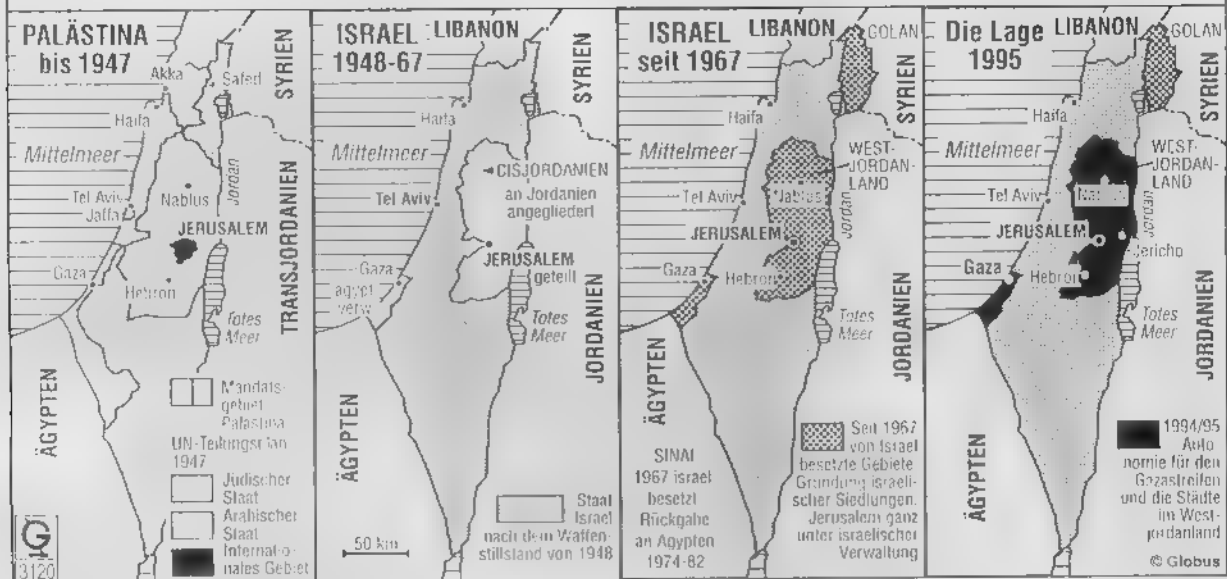 PALÄSTINA
bis 1947
Akka
Safed
SYRIEN
Haifa
Mittelmeer
Nablus
Jordan
Tel Aviv
Jaffa
JERUSALEM
Gaza
Hebron
TRANSJORDANIEN
Totes
Meer
ÄGYPTEN
Mandats-
gebiet
Palästina
UN-Teilungsplan
1947
Jüdischer
Staat
Arabischer
Staat
Internatio-
nales Gebiet
3120
ISRAEL
1948-67
LIBANON
SYRIEN
Haifa
Mittelmeer
CISJORDANIEN
an Jordanien
angegliedert
Tel Aviv
JERUSALEM
geteilt
Gaza
ägypt
verw
Totes
Meer
JORDANIEN
ÄGYPTEN
Staat
Israel
nach dem Waffen-
stillstand von 1948
50 km
ISRAEL
seit 1967
LIBANON
GOLAN
SYRIEN
Haifa
Mittelmeer
WEST-
JORDAN-
LAND
Tel Aviv
Nablus
Jordan
JERUSALEM
Gaza
Hebron
Totes
Meer
JORDANIEN
ÄGYPTEN
SINAI
1967 israel
besetzt
Rückgabe
an Ägypten
1974-82
Seit 1967
von Israel
besetzte Gebiete
Gründung israeli-
scher Siedlungen.
Jerusalem ganz
unter israelischer
Verwaltung
Die Lage
1995
LIBANON
GOLAN
SYRIEN
Haifa
Mittelmeer
WEST-
JORDAN-
LAND
Tel Aviv
Nablus
Jordan
JERUSALEM
Jericho
Gaza
Hebron
Totes
Meer
JORDANIEN
ÄGYPTEN
1994/95
Auto
nomie für den
Gazastreifen
und die Städte
im West-
jordanland
© Globus